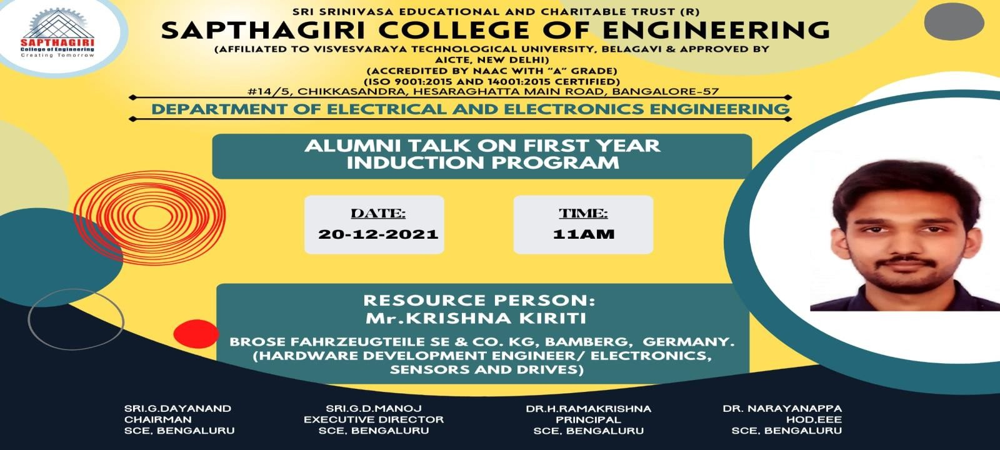 SRI SRINIVASA EDUCATIONAL AND CHARITABLE TRUST (R)
SAPTHAGIRI COLLEGE OF ENGINEERING
SAPTHAGIRI
College of Engineering
Creating Tomorrow
(AFFILIATED TO VISVESVARAYA TECHNOLOGICAL UNIVERSITY, BELAGAVI & APPROVED BY
AICTE, NEW DELHI)
(ACCREDITED BY NAAC WITH “A” GRADE)
(ISO 9001:2015 AND 14001:2015 CERTIFIED)
#14/5, CHIKKASANDRA, HESARAGHATTA MAIN ROAD, BANGALORE-57
DEPARTMENT OF ELECTRICAL AND ELECTRONICS ENGINEERING
ALUMNI TALK ON FIRST YEAR
INDUCTION PROGRAM
DATE:
20-12-2021
TIME:
11AM
RESOURCE PERSON:
Mr.KRISHNA KIRITI
BROSE FAHRZEUGTEILE SE & CO. KG, BAMBERG, GERMANY.
(HARDWARE DEVELOPMENT ENGINEER/ ELECTRONICS,
SENSORS AND DRIVES)
SRI.G.DAYANAND
CHAIRMAN
SCE, BENGALURU
SRI.G.D.MANOJ
EXECUTIVE DIRECTOR
SCE, BENGALURU
DR.H.RAMAKRISHNA
PRINCIPAL
SCE, BENGALURU
DR. NARAYANAPPA
HOD,EEE
SCE, BENGALURU